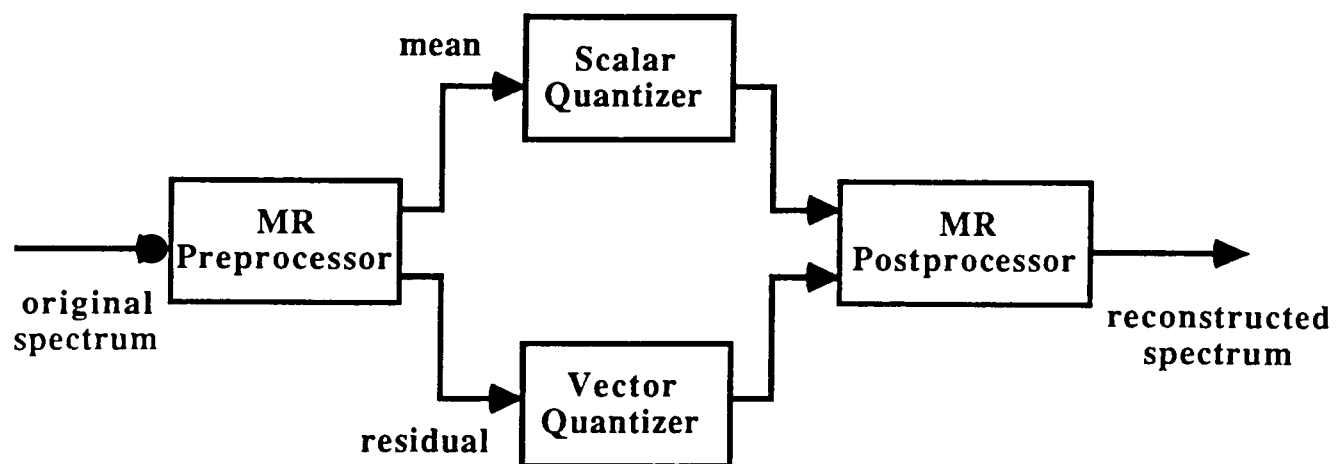 mean
Scalar
Quantizer
MR
Preprocessor
original
spectrum
MR
Postprocessor
reconstructed
spectrum
Vector
Quantizer
residual